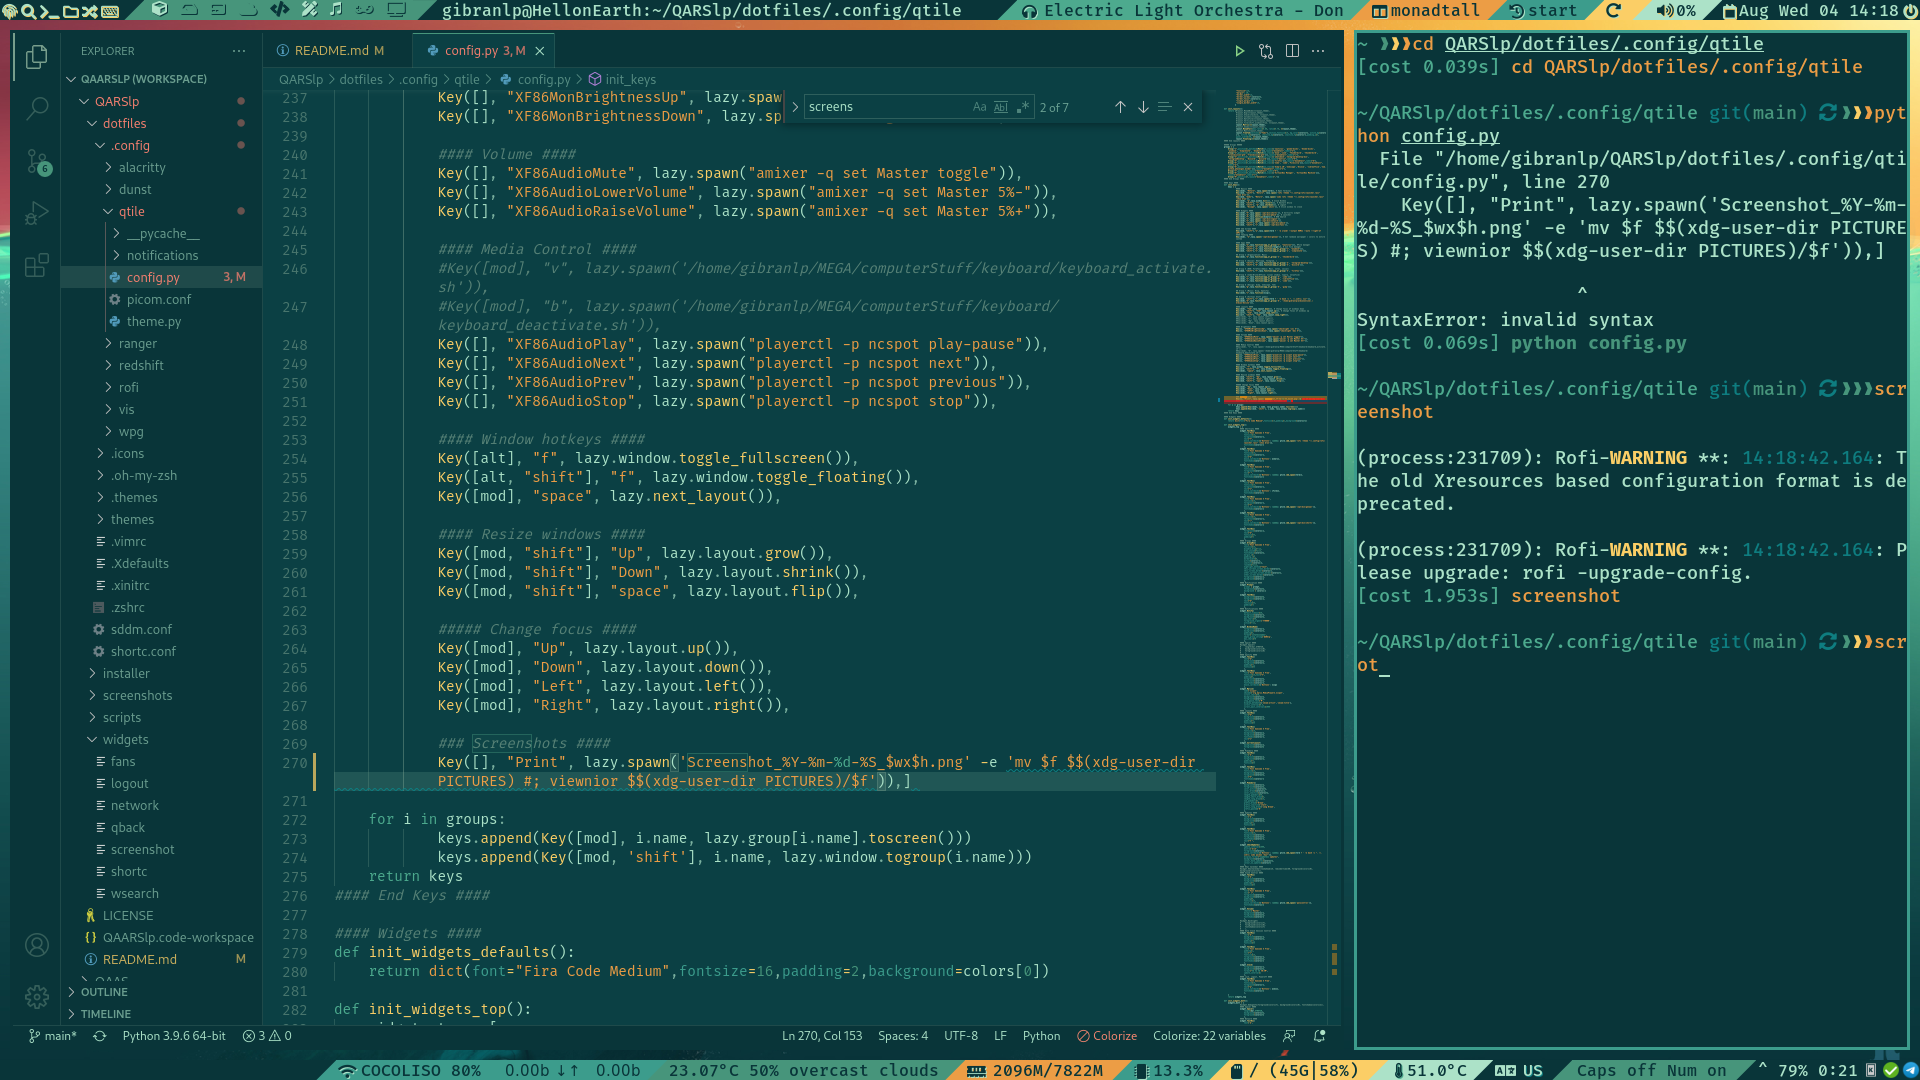 gibranlp@HellonEarth:~/QARSlp/dotfiles/.config/qtile
Electric Light Orchestra - Don
monadtall
start
0%
Aug Wed 04 14:18
EXPLORER
QAARSLP (WORKSPACE)
QARSlp
dotfiles
.config
alacritty
dunst
qtile
__pycache__
notifications
config.py 3, M
picom.conf
theme.py
ranger
redshift
rofi
vis
wpg
.icons
.oh-my-zsh
.themes
themes
.vimrc
.Xdefaults
.xinitrc
.zshrc
sddm.conf
shortc.conf
installer
screenshots
scripts
widgets
fans
logout
network
qback
screenshot
shortc
wsearch
LICENSE
QAARSlp.code-workspace
README.md M
OUTLINE
TIMELINE
6
README.md M
config.py 3, M
QARSlp > dotfiles > .config > qtile > config.py > init_keys
screens
Aa Abl .*
2 of 7
237 Key([], "XF86MonBrightnessUp", lazy.spaw
238 Key([], "XF86MonBrightnessDown", lazy.sp
239
240 #### Volume ####
241 Key([], "XF86AudioMute", lazy.spawn("amixer -q set Master toggle")),
242 Key([], "XF86AudioLowerVolume", lazy.spawn("amixer -q set Master 5%-")),
243 Key([], "XF86AudioRaiseVolume", lazy.spawn("amixer -q set Master 5%+")),
244
245 #### Media Control ####
246 #Key([mod], "v", lazy.spawn('/home/gibranlp/MEGA/computerStuff/keyboard/keyboard_activate.
sh')),
247 #Key([mod], "b", lazy.spawn('/home/gibranlp/MEGA/computerStuff/keyboard/
keyboard_deactivate.sh')),
248 Key([], "XF86AudioPlay", lazy.spawn("playerctl -p ncspot play-pause")),
249 Key([], "XF86AudioNext", lazy.spawn("playerctl -p ncspot next")),
250 Key([], "XF86AudioPrev", lazy.spawn("playerctl -p ncspot previous")),
251 Key([], "XF86AudioStop", lazy.spawn("playerctl -p ncspot stop")),
252
253 #### Window hotkeys ####
254 Key([alt], "f", lazy.window.toggle_fullscreen()),
255 Key([alt, "shift"], "f", lazy.window.toggle_floating()),
256 Key([mod], "space", lazy.next_layout()),
257
258 #### Resize windows ####
259 Key([mod, "shift"], "Up", lazy.layout.grow()),
260 Key([mod, "shift"], "Down", lazy.layout.shrink()),
261 Key([mod, "shift"], "space", lazy.layout.flip()),
262
263 ##### Change focus ####
264 Key([mod], "Up", lazy.layout.up()),
265 Key([mod], "Down", lazy.layout.down()),
266 Key([mod], "Left", lazy.layout.left()),
267 Key([mod], "Right", lazy.layout.right()),
268
269 ### Screenshots ####
270 Key([], "Print", lazy.spawn('Screenshot_%Y-%m-%d-%S_$wx$h.png' -e 'mv $f $$(xdg-user-dir
PICTURES) #; viewnior $$(xdg-user-dir PICTURES)/$f')),]
271
272 for i in groups:
273 keys.append(Key([mod], i.name, lazy.group[i.name].toscreen()))
274 keys.append(Key([mod, 'shift'], i.name, lazy.window.togroup(i.name)))
275 return keys
276 #### End Keys ####
277
278 #### Widgets ####
279 def init_widgets_defaults():
280 return dict(font="Fira Code Medium",fontsize=16,padding=2,background=colors[0])
281
282 def init_widgets_top():
main*
Python 3.9.6 64-bit
3 0
Ln 270, Col 153
Spaces: 4
UTF-8
LF
Python
Colorize
Colorize: 22 variables
~ ❱❱❱cd QARSlp/dotfiles/.config/qtile
[cost 0.039s] cd QARSlp/dotfiles/.config/qtile
~/QARSlp/dotfiles/.config/qtile git(main) ❱❱❱pyt
hon config.py
File "/home/gibranlp/QARSlp/dotfiles/.config/qti
le/config.py", line 270
Key([], "Print", lazy.spawn('Screenshot_%Y-%m-
%d-%S_$wx$h.png' -e 'mv $f $$(xdg-user-dir PICTURE
S) #; viewnior $$(xdg-user-dir PICTURES)/$f')),]
^
SyntaxError: invalid syntax
[cost 0.069s] python config.py
~/QARSlp/dotfiles/.config/qtile git(main) ❱❱❱scr
eenshot
(process:231709): Rofi-WARNING **: 14:18:42.164: T
he old Xresources based configuration format is de
precated.
(process:231709): Rofi-WARNING **: 14:18:42.164: P
lease upgrade: rofi -upgrade-config.
[cost 1.953s] screenshot
~/QARSlp/dotfiles/.config/qtile git(main) ❱❱❱scr
ot_
COCOLISO 80%
0.00b ↓↑ 0.00b
23.07°C 50% overcast clouds
2096M/7822M
13.3%
/ (45G|58%)
51.0°C
US
Caps off Num on
^ 79% 0:21